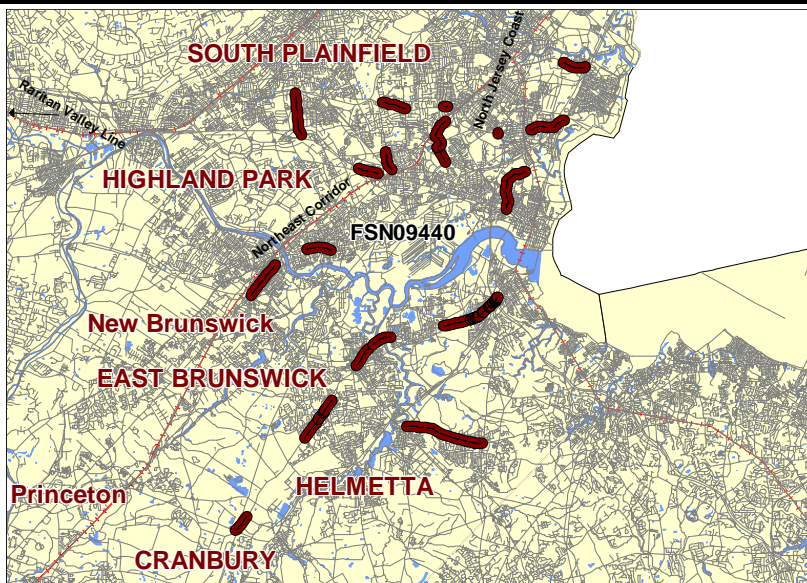 SOUTH PLAINFIELD
North Jersey Coast
Raritan Valley Line
HIGHLAND PARK
Northeast Corridor
FSN09440
New Brunswick
EAST BRUNSWICK
HELMETTA
Princeton
CRANBURY